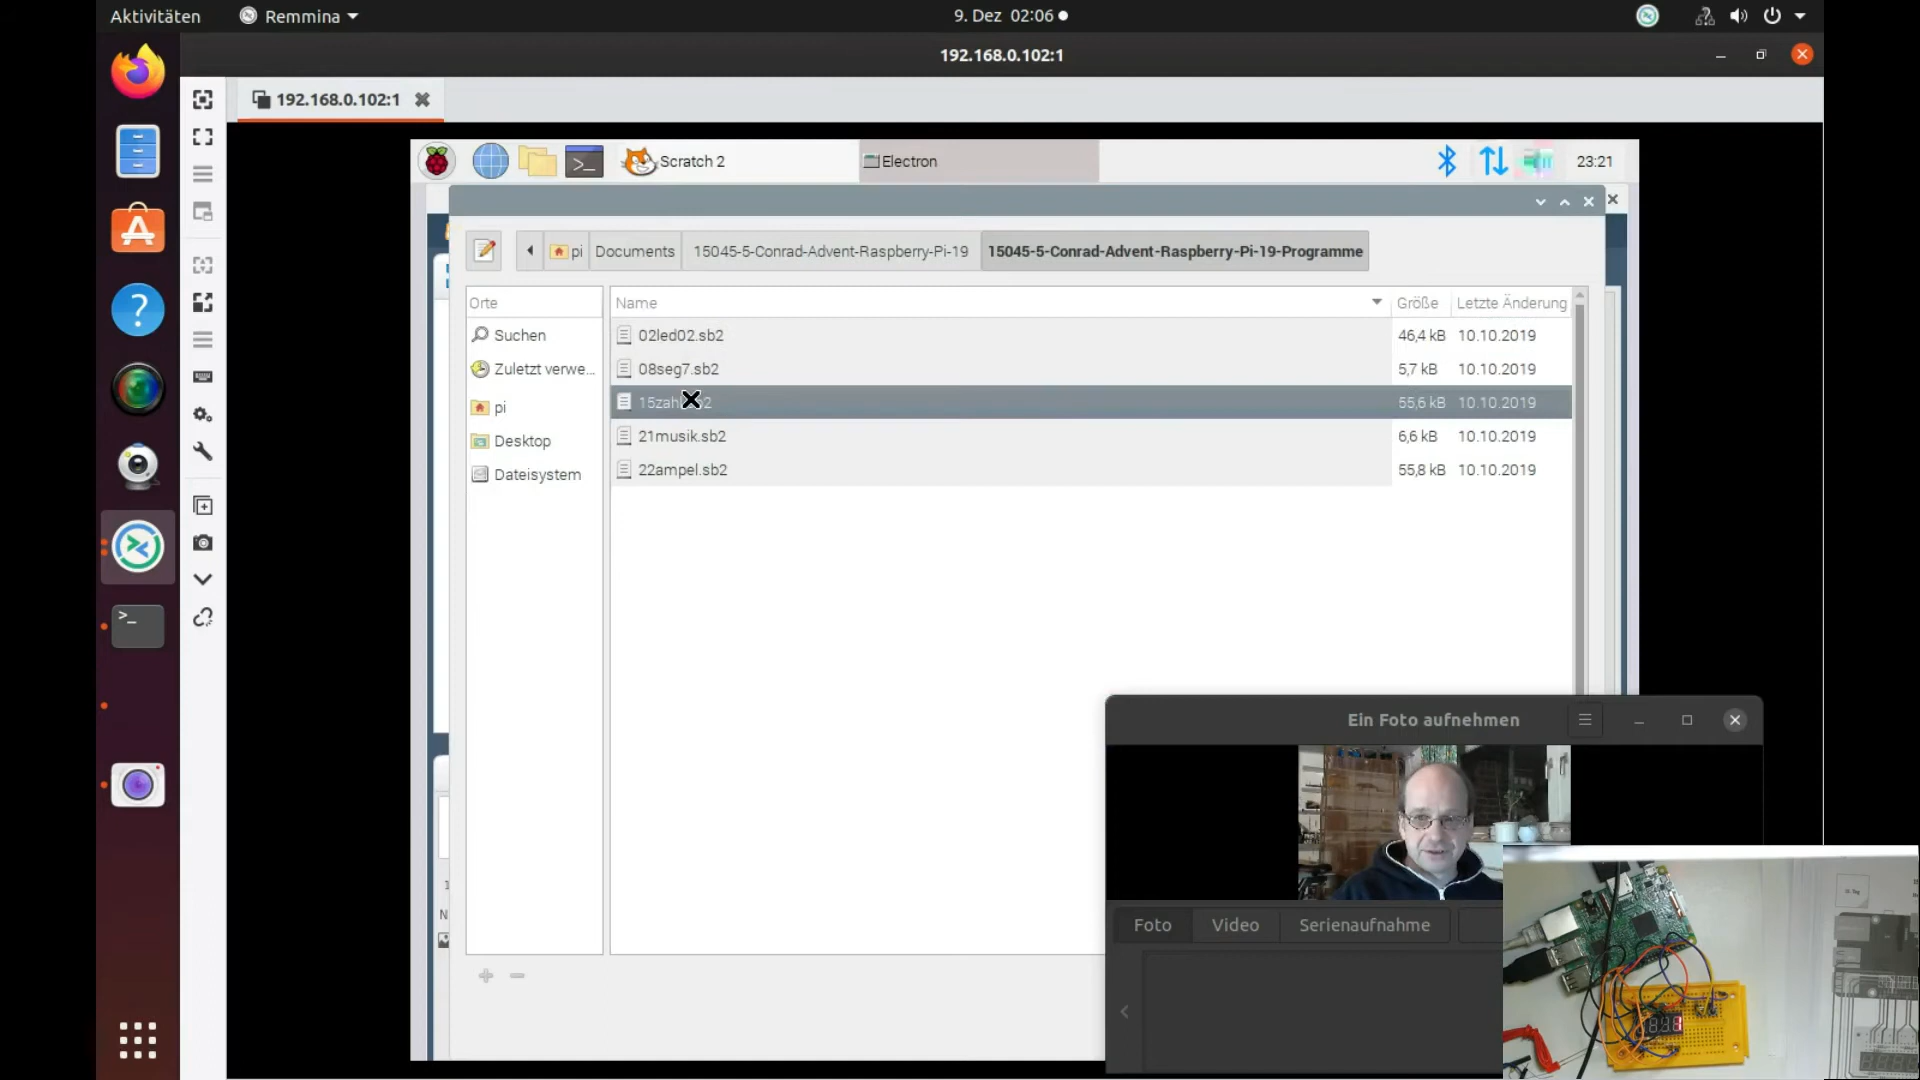 Aktivitäten Remmina 9. Dez 02:06
192.168.0.102:1
192.168.0.102:1
Scratch 2 Electron 23:21
pi Documents 15045-5-Conrad-Advent-Raspberry-Pi-19 15045-5-Conrad-Advent-Raspberry-Pi-19-Programme
Orte Name Größe Letzte Änderung
Suchen 02led02.sb2 46,4 kB 10.10.2019
Zuletzt verwe... 08seg7.sb2 5,7 kB 10.10.2019
55,6 kB 10.10.2019
pi
21musik.sb2 6,6 kB 10.10.2019
Desktop
22ampel.sb2 55,8 kB 10.10.2019
Dateisystem
Ein Foto aufnehmen
Foto Video Serienaufnahme